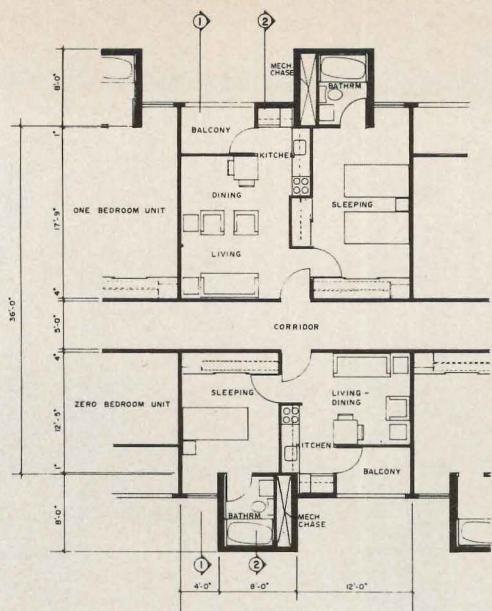 1
2
8'-0"
MECH.
CHASE
BATHRM
BALCONY
1"
KITCHEN
DINING
ONE BEDROOM UNIT
17'-9"
SLEEPING
LIVING
36'-0"
4"
5'-0"
CORRIDOR
4"
SLEEPING
LIVING -
DINING
ZERO BEDROOM UNIT
12'-5"
KITCHEN
BALCONY
1"
8'-0"
BATHRM
MECH
CHASE
1
2
4'-0"
8'-0"
12'-0"